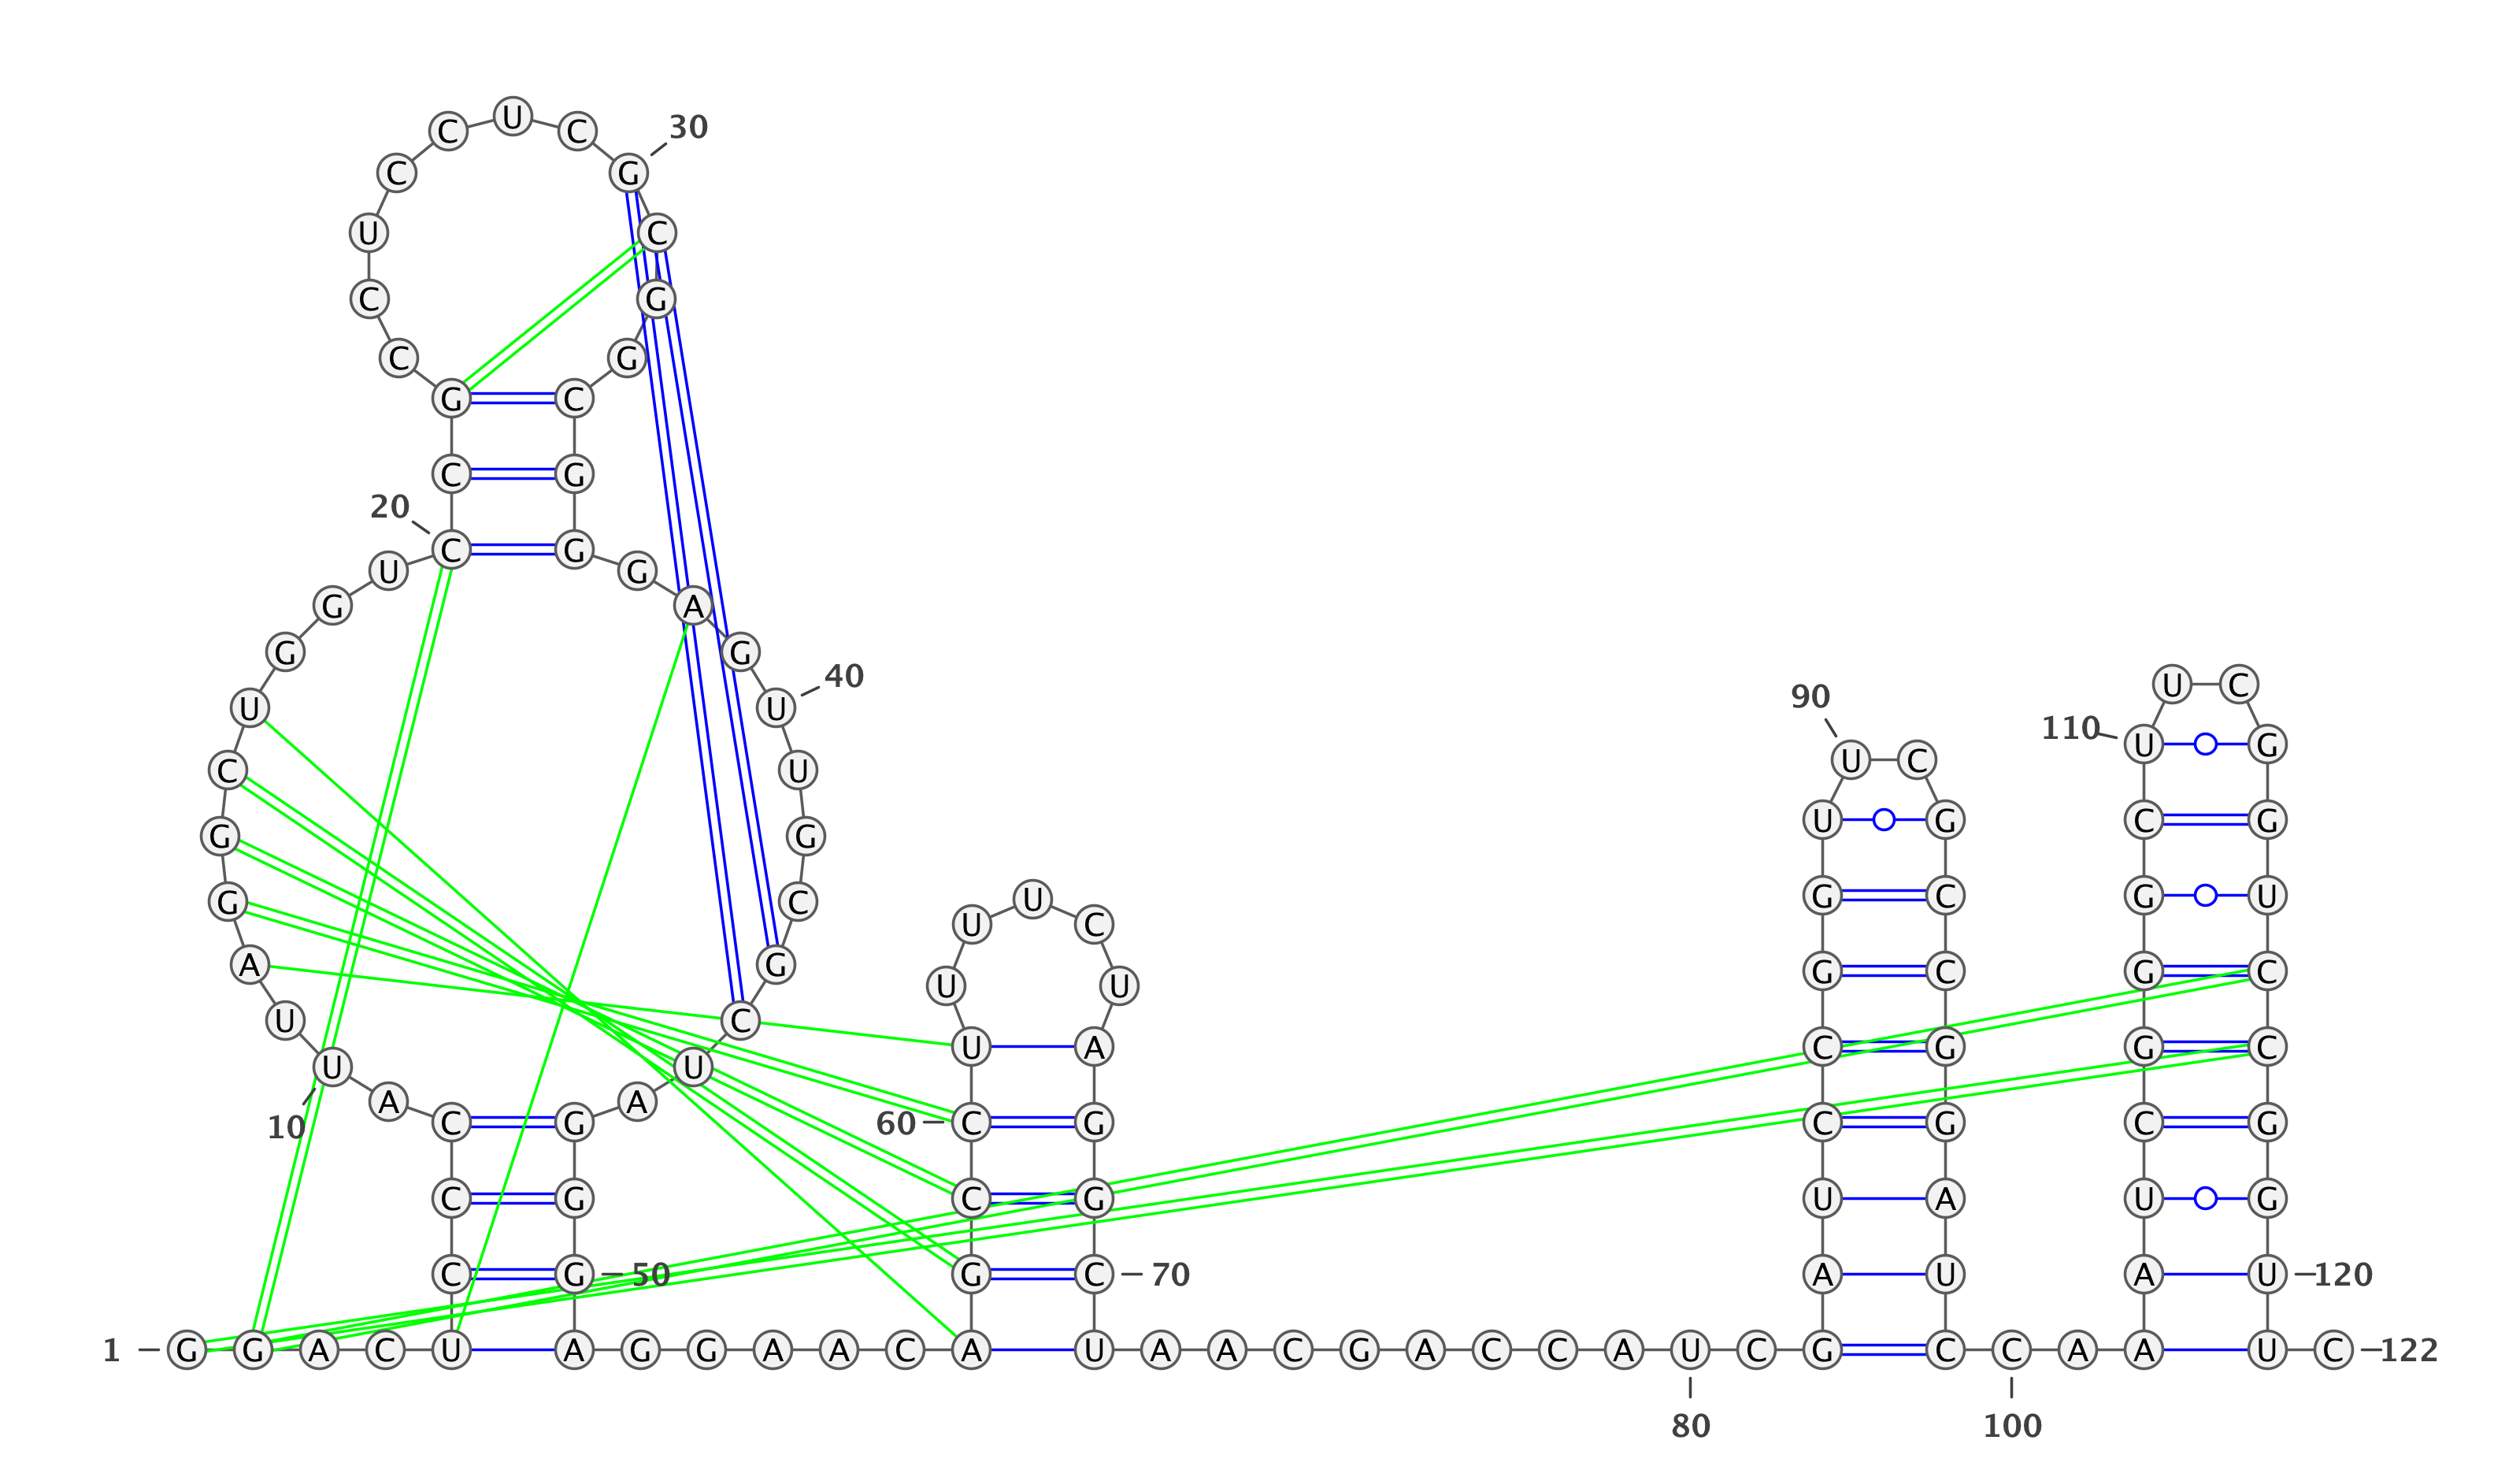 U
C C 30
C G
U C
C G
C G
G C
C G
20
C G
U G
G A
G G
40 U C
90
U U
110 U G
U C
C U
U G C G
G G
G C G U
G C U U C
A G G C G C
U U
U C
U A C G G C
U U
A A
10 C G 60 C G C G C G
C G C G U A U G
C G 50 G C 70 A U A U 120
1 G G A C U A G G A A C A U A A C G A C C A U C G C C A A U C 122
80 100